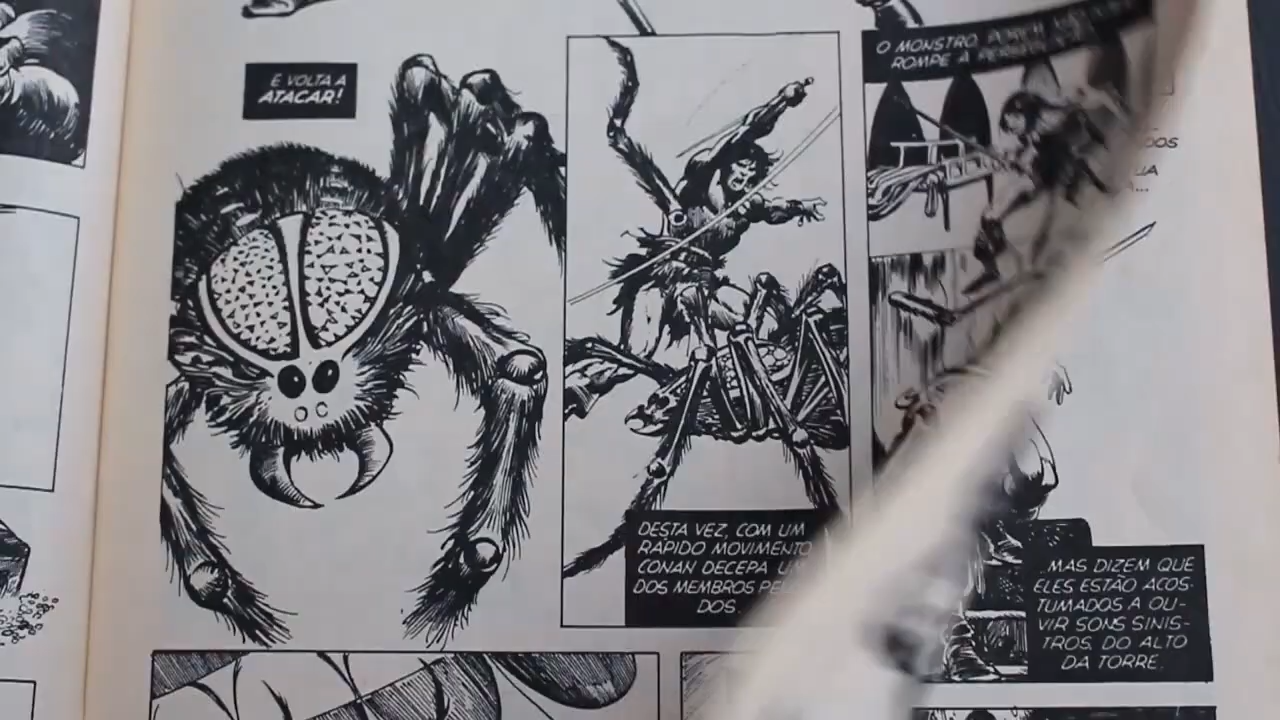 E VOLTA A
ATACAR!
DESTA VEZ, COM UM
RÁPIDO MOVIMENTO
CONAN DECEPA
DOS MEMBROS
DOS.
O MONSTRO,
ROMPE A
MAS DIZEM QUE
ELES ESTÃO ACOS-
TUMADOS A OU-
VIR SONS SINIS-
TROS, DO ALTO
DA TORRE.